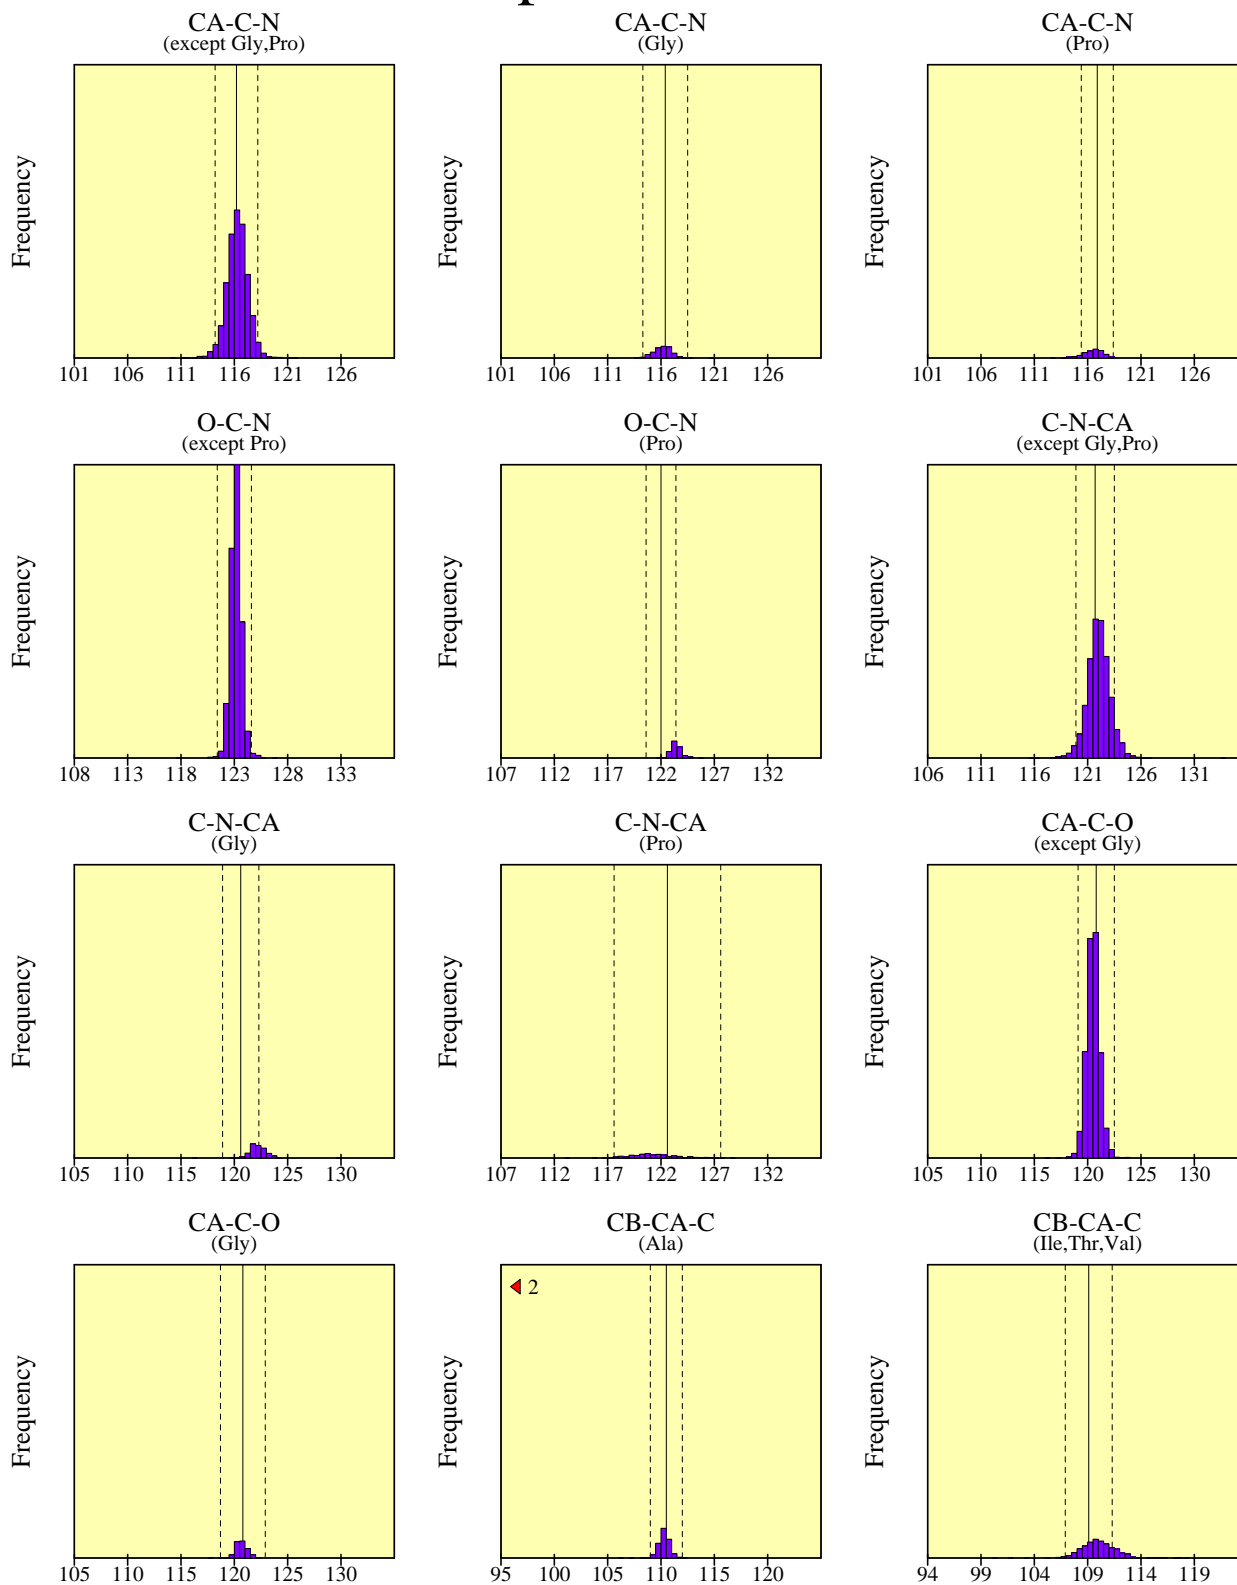 CA-C-N
(except Gly,Pro)
CA-C-N
(Gly)
CA-C-N
(Pro)
Frequency
Frequency
Frequency
101 106 111 116 121 126
101 106 111 116 121 126
101 106 111 116 121 126
O-C-N
(except Pro)
O-C-N
(Pro)
C-N-CA
(except Gly,Pro)
Frequency
Frequency
Frequency
108 113 118 123 128 133
107 112 117 122 127 132
106 111 116 121 126 131
C-N-CA
(Gly)
C-N-CA
(Pro)
CA-C-O
(except Gly)
Frequency
Frequency
Frequency
105 110 115 120 125 130
107 112 117 122 127 132
105 110 115 120 125 130
CA-C-O
(Gly)
CB-CA-C
(Ala)
CB-CA-C
(Ile,Thr,Val)
2
Frequency
Frequency
Frequency
105 110 115 120 125 130
95 100 105 110 115 120
94 99 104 109 114 119